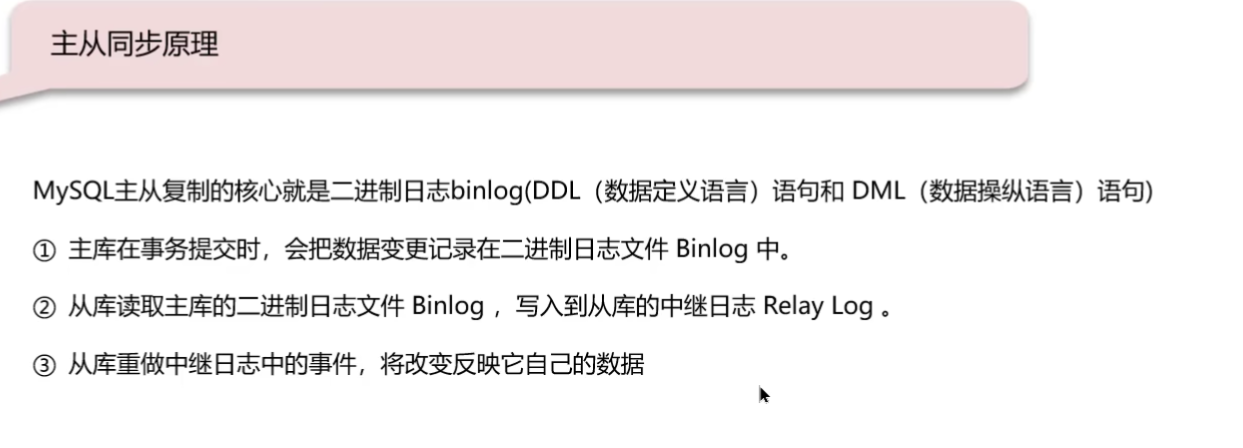 主从同步原理
MySQL主从复制的核心就是二进制日志binlog(DDL（数据定义语言）语句和 DML（数据操纵语言）语句)
① 主库在事务提交时，会把数据变更记录在二进制日志文件 Binlog 中。
② 从库读取主库的二进制日志文件 Binlog ，写入到从库的中继日志 Relay Log 。
③ 从库重做中继日志中的事件，将改变反映它自己的数据